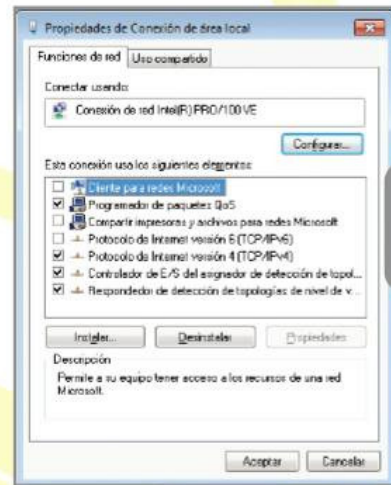 Propiedades de Conexión de área local
Funciones de red
Uso compartido
Conectar usando:
Conexión de red Intel(R) PRO/100 VE
Configurar...
Esta conexión usa los siguientes elementos:
Cliente para redes Microsoft
Programador de paquetes QoS
Compartir impresoras y archivos para redes Microsoft
Protocolo de Internet versión 6 (TCP/IPv6)
Protocolo de Internet versión 4 (TCP/IPv4)
Controlador de E/S del asignador de detección de topol...
Respondedor de detección de topologías de nivel de v...
Instalar...
Desinstalar
Propiedades
Descripción
Permite a su equipo tener acceso a los recursos de una red
Microsoft.
Aceptar
Cancelar